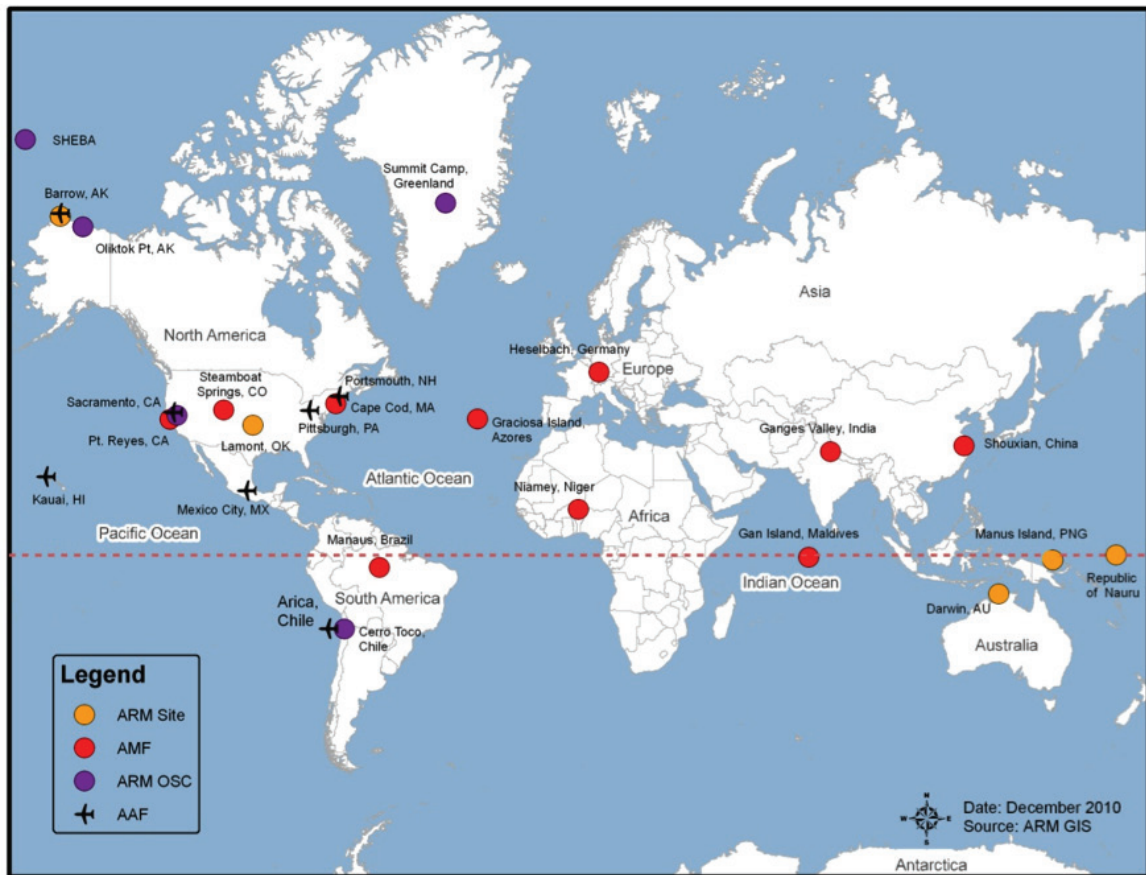 SHEBA
Summit Camp,
Greenland
Barrow, AK
Oliktok Pt, AK
Asia
North America
Heselbach, Germany
Europe
Steamboat
Springs, CO
Portsmouth, NH
Sacramento, CA
Cape Cod, MA
Pt. Reyes, CA
Pittsburgh, PA
Graciosa Island,
Azores
Ganges Valley, India
Shouxian, China
Lamont, OK
Atlantic Ocean
Kauai, HI
Mexico City, MX
Niamey, Niger
Africa
Pacific Ocean
Manaus, Brazil
Gan Island, Maldives
Manus Island, PNG
Indian Ocean
Republic
of Nauru
South America
Arica,
Chile
Darwin, AU
Cerro Toco,
Chile
Australia
Legend
ARM Site
AMF
ARM OSC
AAF
N
W
E
S
Date: December 2010
Source: ARM GIS
Antarctica